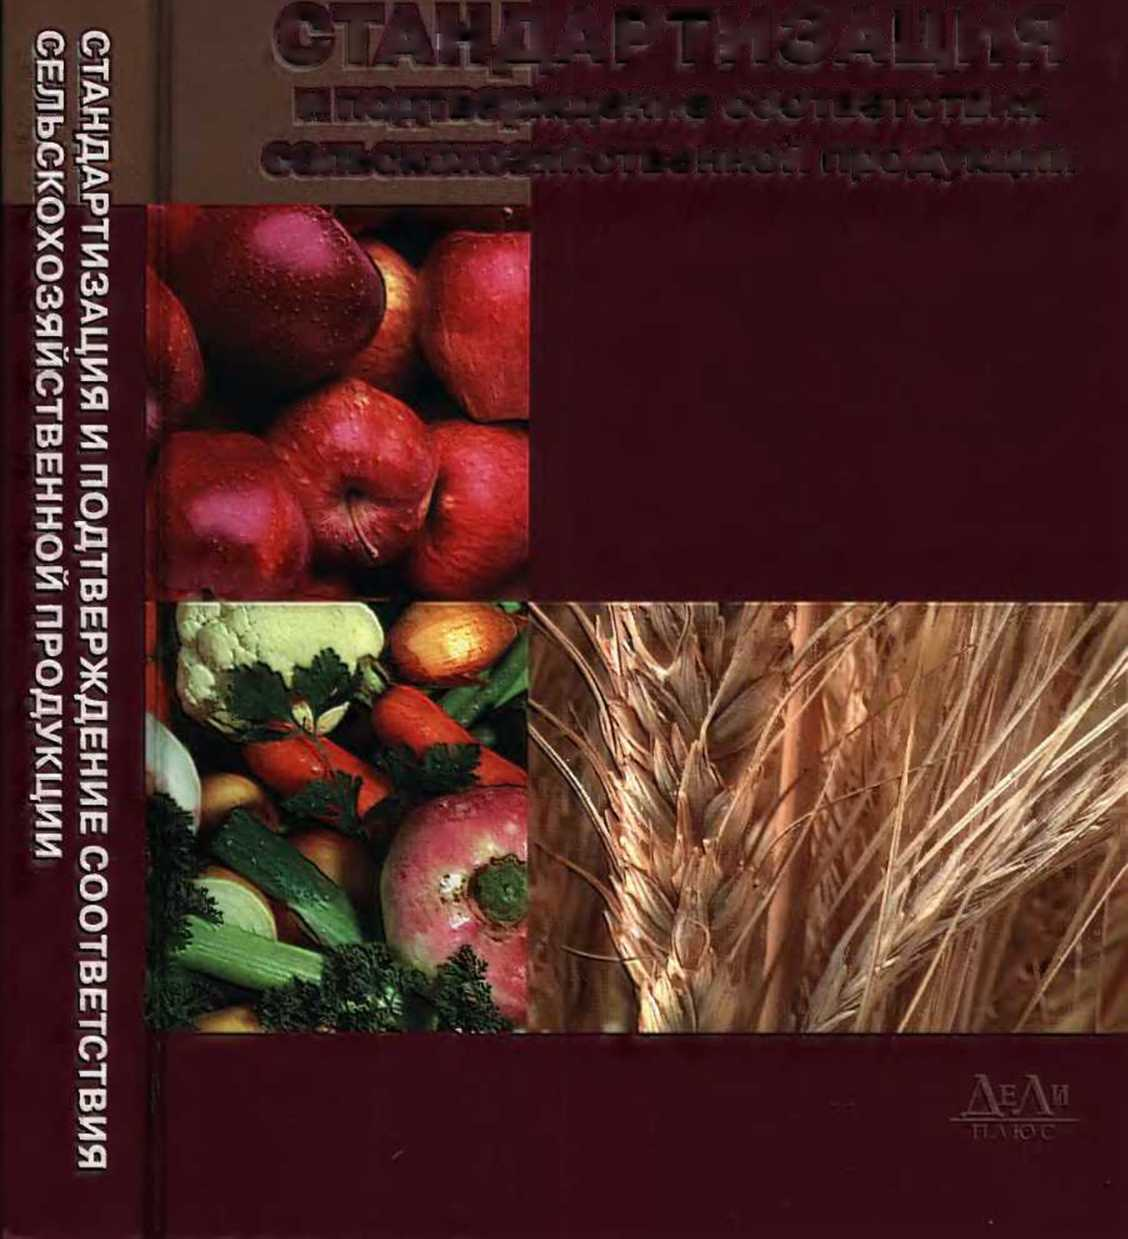 СТАНДАРТИЗАЦИЯ И ПОДТВЕРЖДЕНИЕ СООТВЕТСТВИЯ
СЕЛЬСКОХОЗЯЙСТВЕННОЙ ПРОДУКЦИИ
СТАНДАРТИЗАЦИЯ
и подтверждение соответствия
сельскохозяйственной продукции
ДеЛи
ПЛЮС